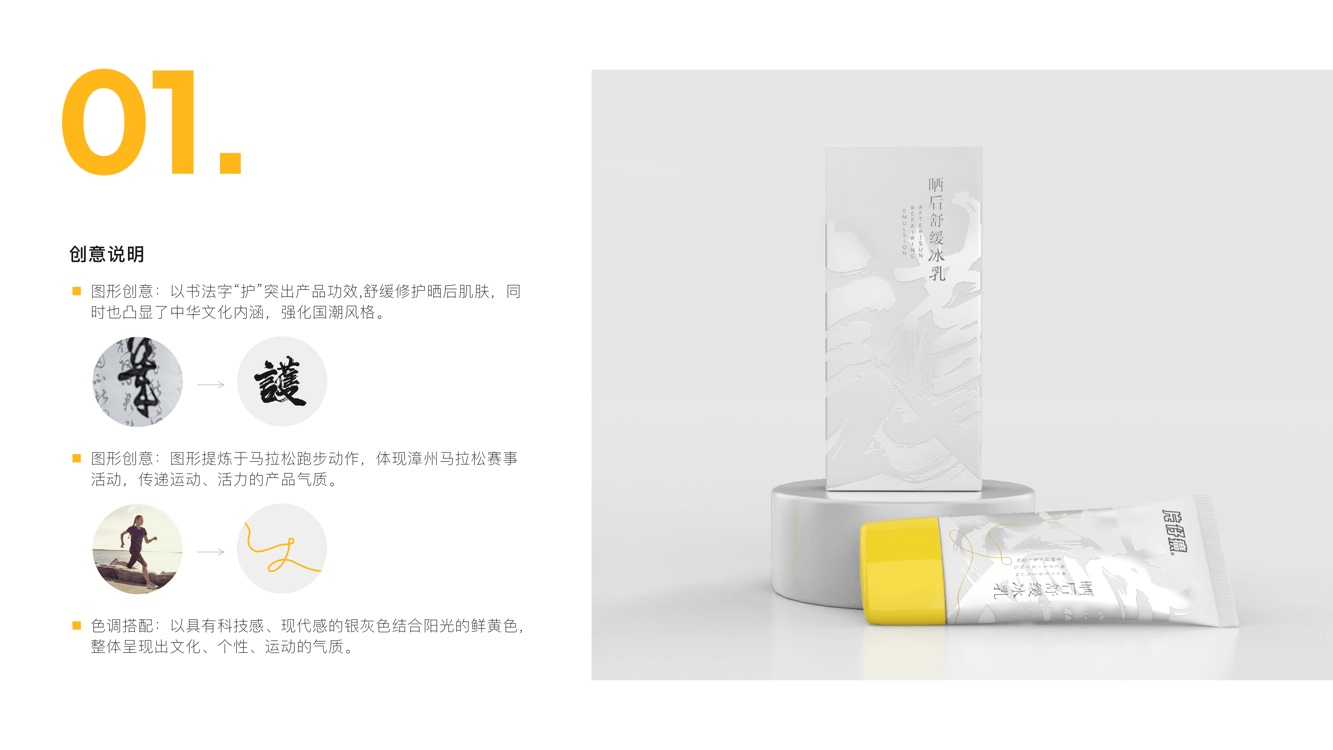 01.
创意说明
图形创意：以书法字“护”突出产品功效,舒缓修护晒后肌肤，同
时也凸显了中华文化内涵，强化国潮风格。
護
图形创意：图形提炼于马拉松跑步动作，体现漳州马拉松赛事
活动，传递运动、活力的产品气质。
色调搭配：以具有科技感、现代感的银灰色结合阳光的鲜黄色,
整体呈现出文化、个性、运动的气质。
晒后舒缓冰乳
AFTER-SUN
REPAIRING
EMULSION
片仔癀
晒后舒缓冰乳